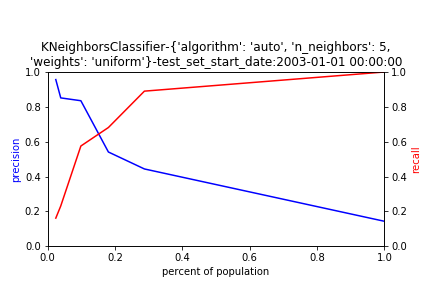 KNeighborsClassifier-{'algorithm': 'auto', 'n_neighbors': 5,
'weights': 'uniform'}-test_set_start_date:2003-01-01 00:00:00
1.0
0.8
0.6
0.4
0.2
0.0
precision
1.0
0.8
0.6
0.4
0.2
0.0
recall
0.0 0.2 0.4 0.6 0.8 1.0
percent of population